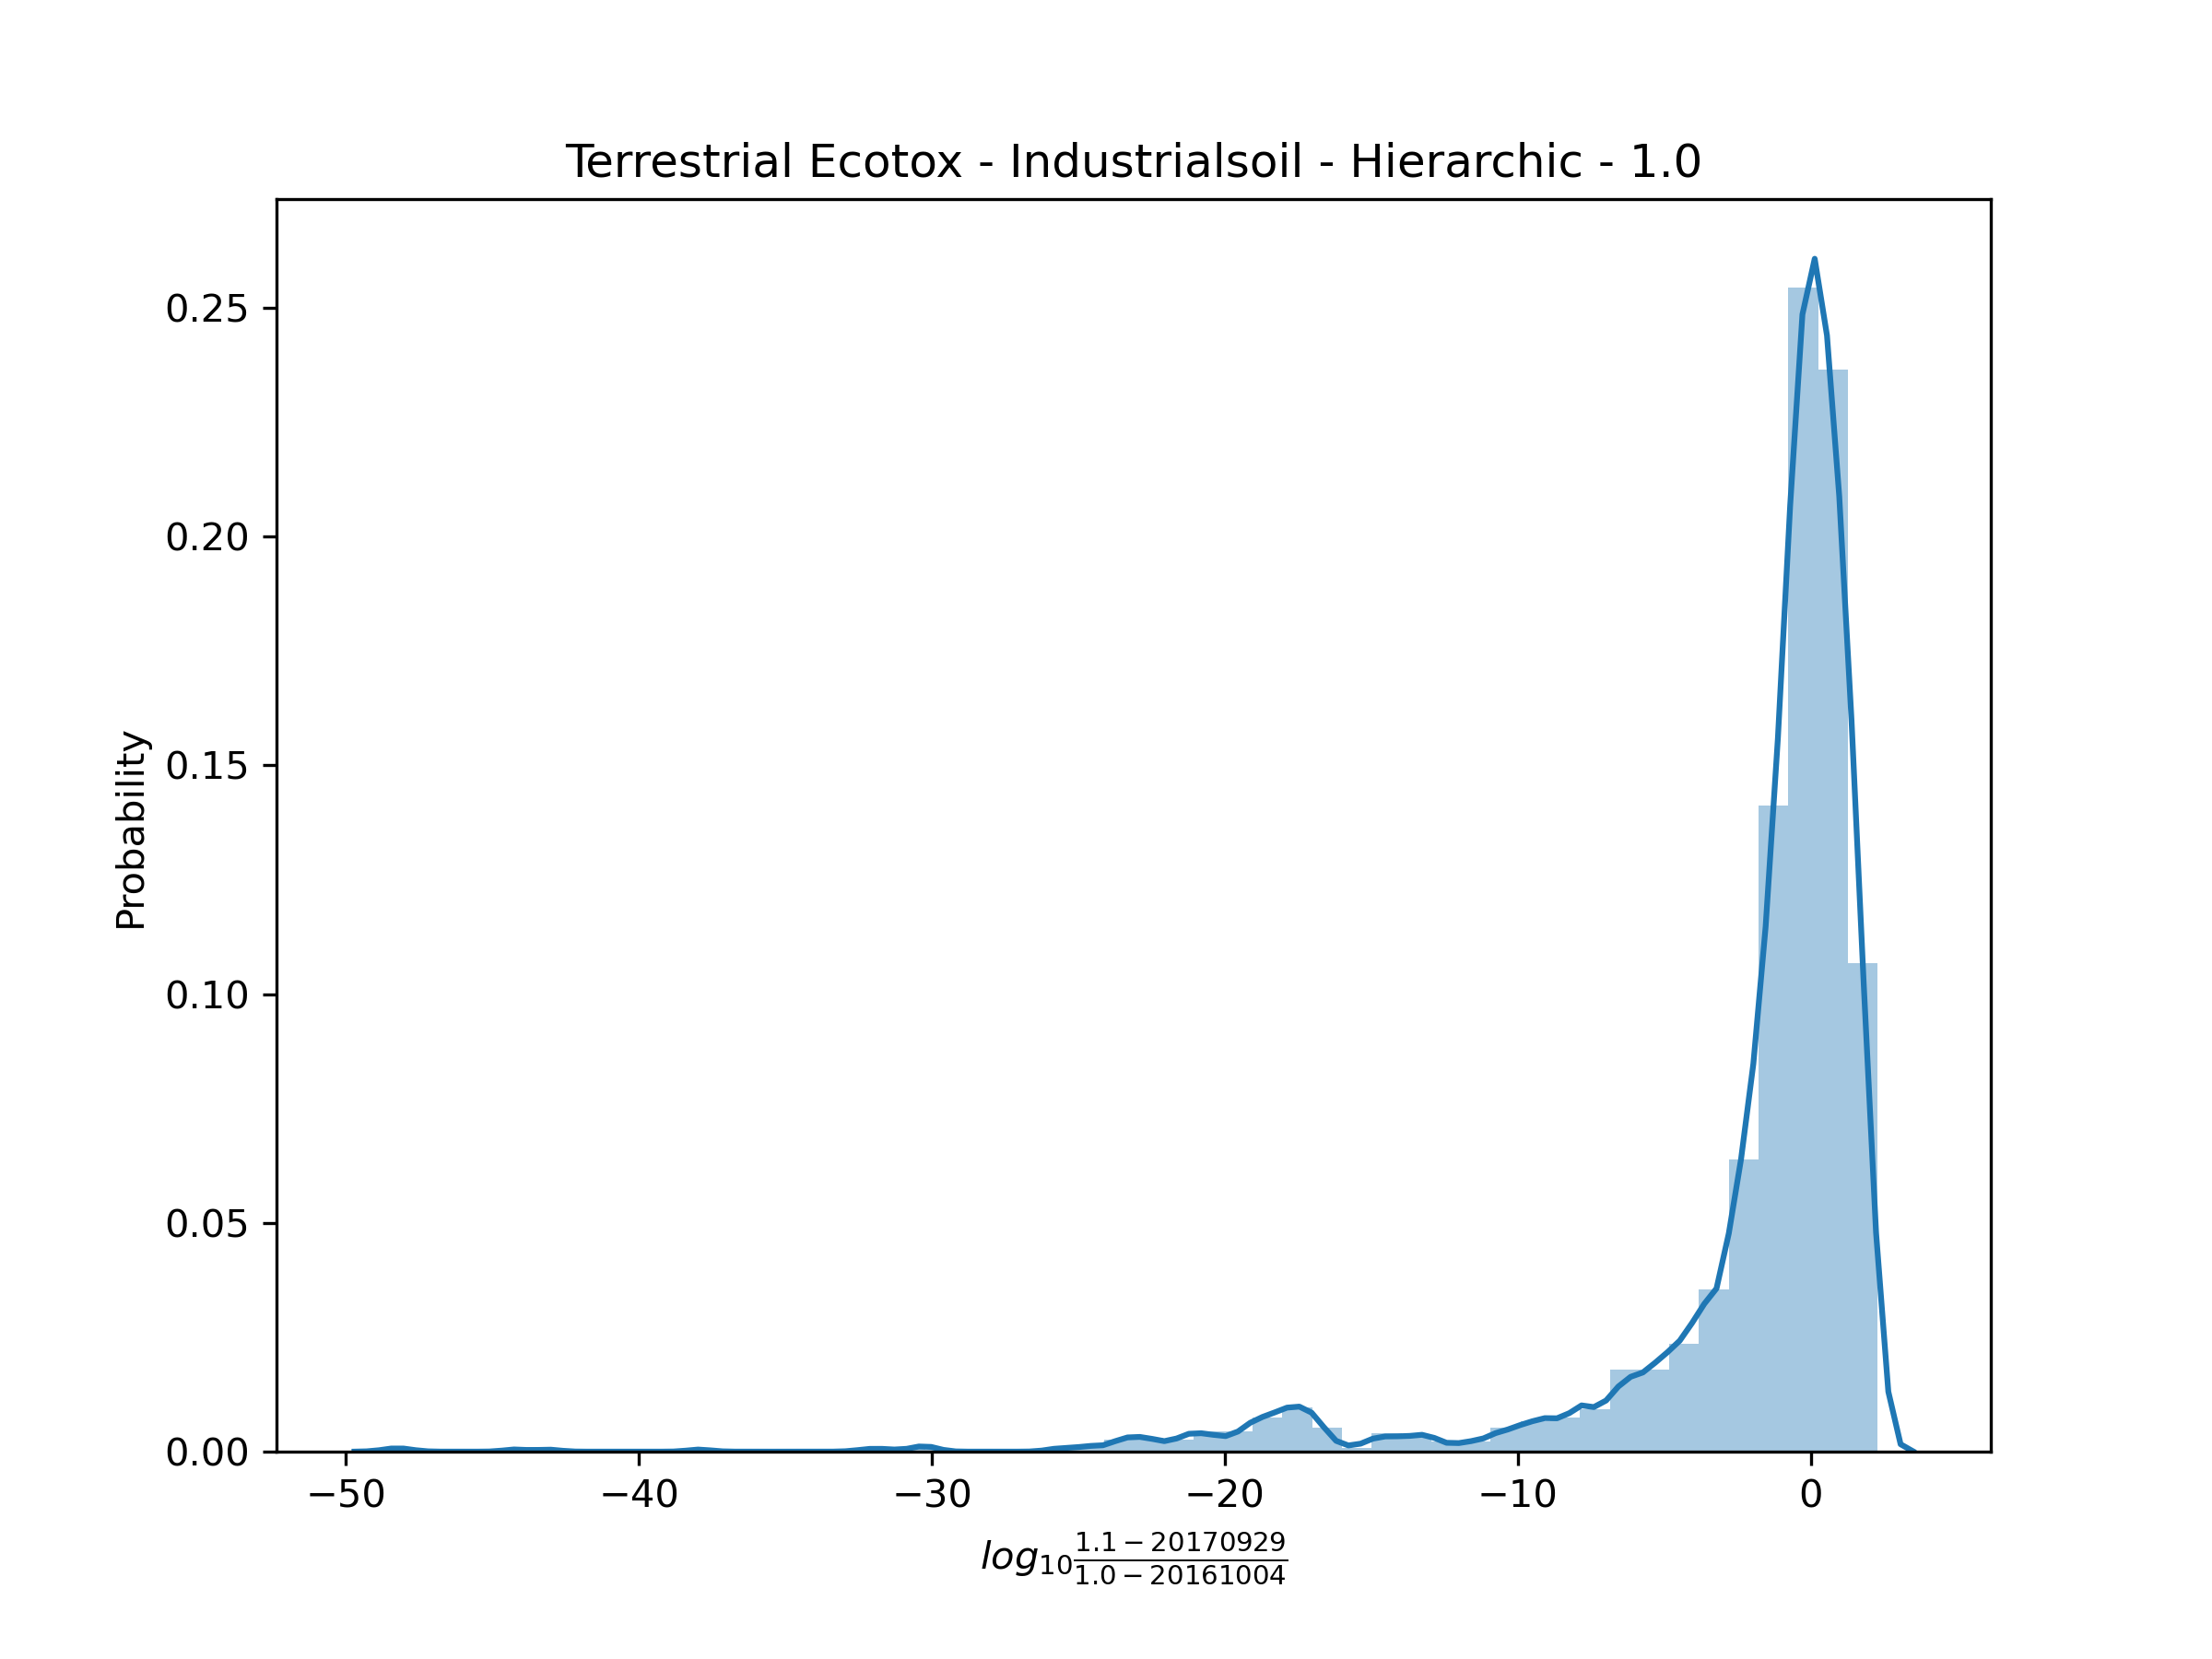 Terrestrial Ecotox - Industrialsoil - Hierarchic - 1.0
0.25
0.20
0.15
0.10
0.05
0.00
Probability
−50 −40 −30 −20 −10 0
log10 1.1−20170929
1.0−20161004